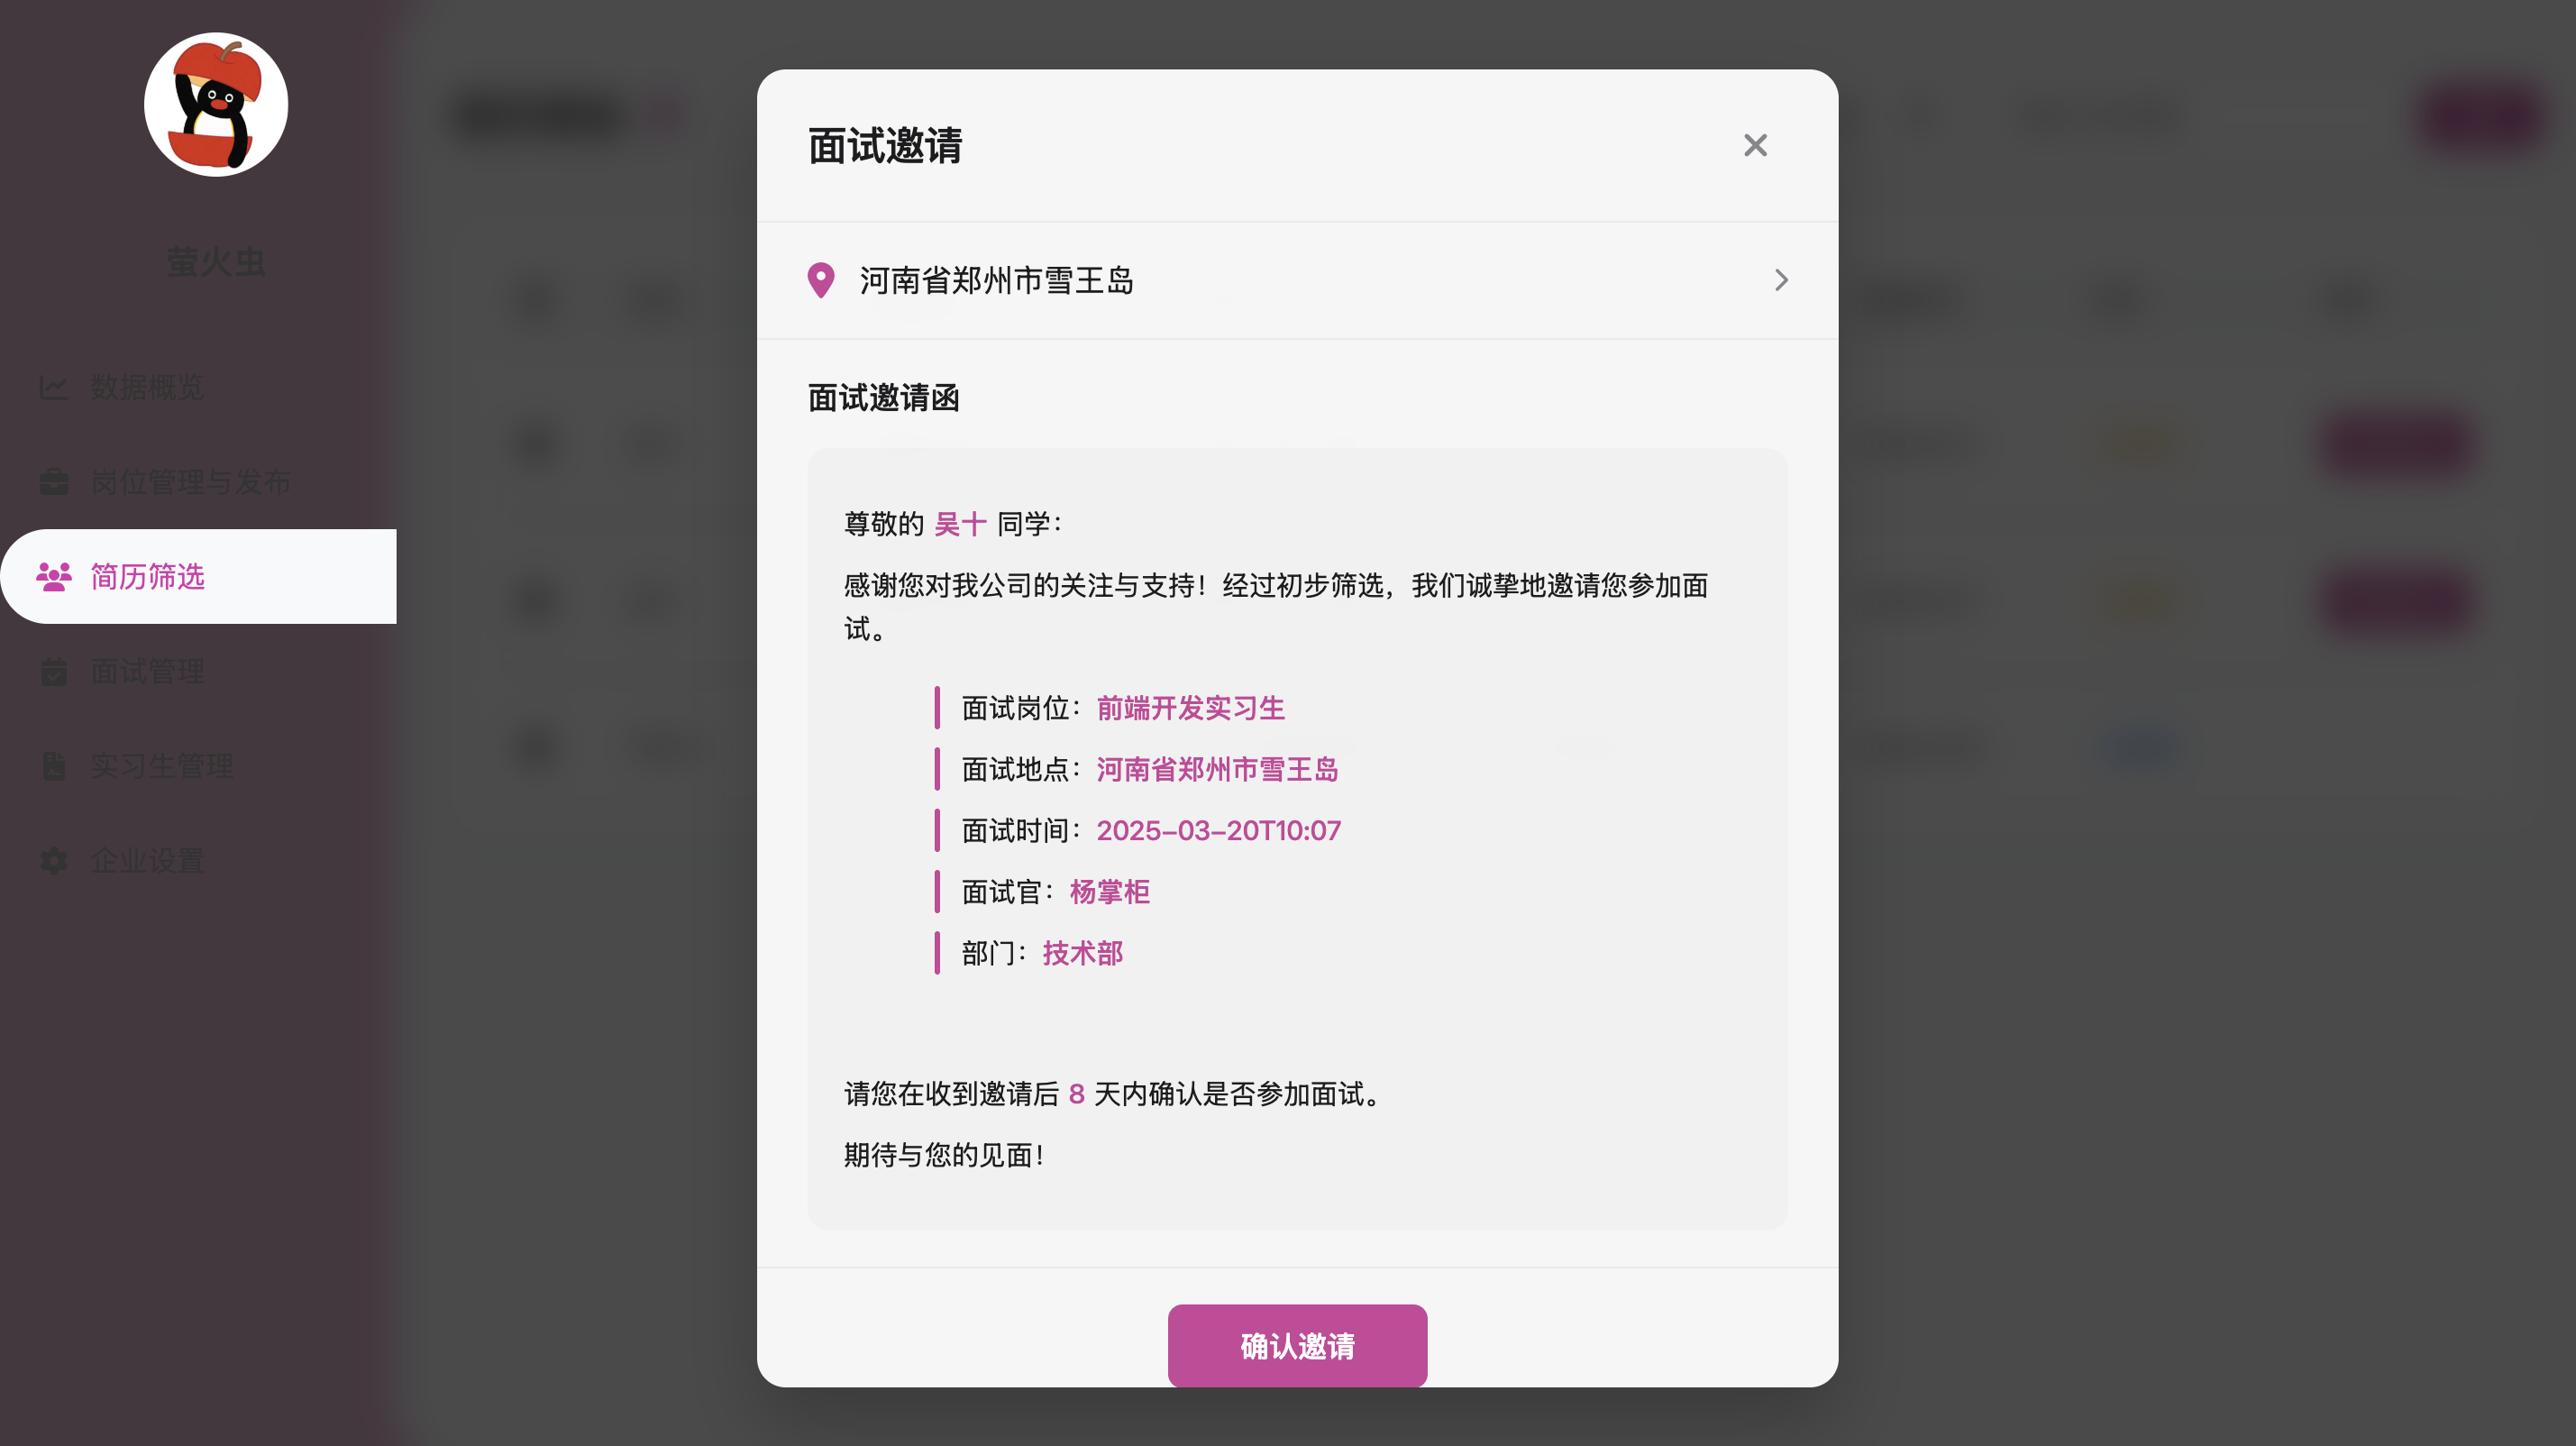 萤火虫
数据概览
岗位管理与发布
简历筛选
面试管理
实习生管理
企业设置
面试邀请
河南省郑州市雪王岛
面试邀请函
尊敬的 吴十 同学：
感谢您对我公司的关注与支持！经过初步筛选，我们诚挚地邀请您参加面
试。
面试岗位：前端开发实习生
面试地点：河南省郑州市雪王岛
面试时间：2025-03-20T10:07
面试官：杨掌柜
部门：技术部
请您在收到邀请后 8 天内确认是否参加面试。
期待与您的见面！
确认邀请